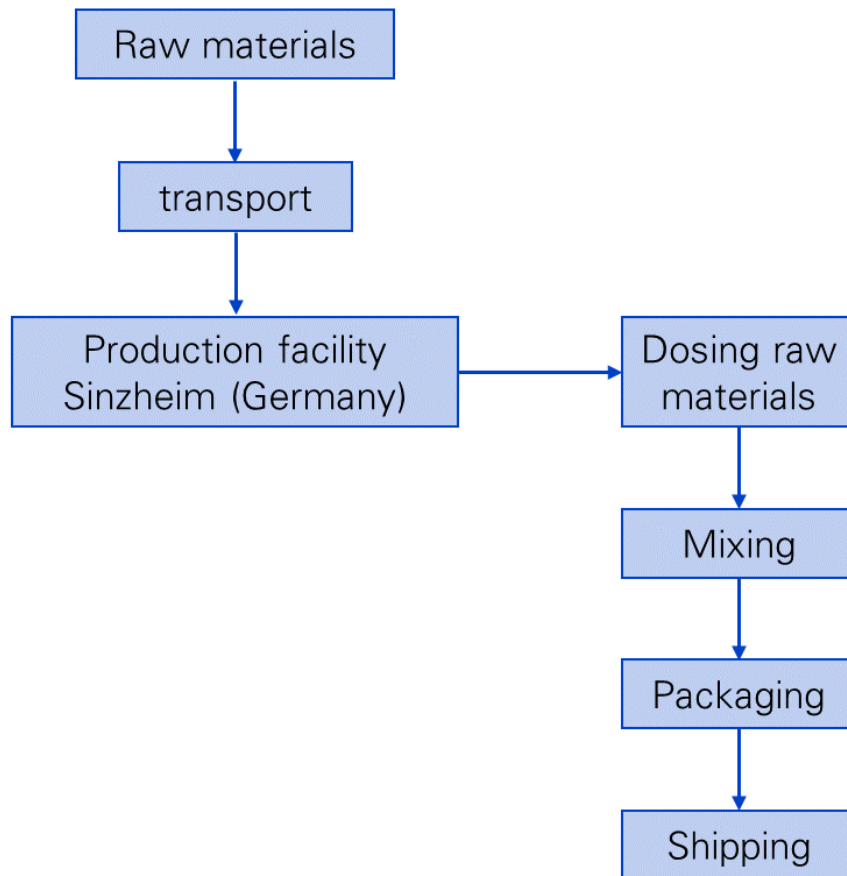 Raw materials
transport
Production facility
Sinzheim (Germany)
Dosing raw
materials
Mixing
Packaging
Shipping